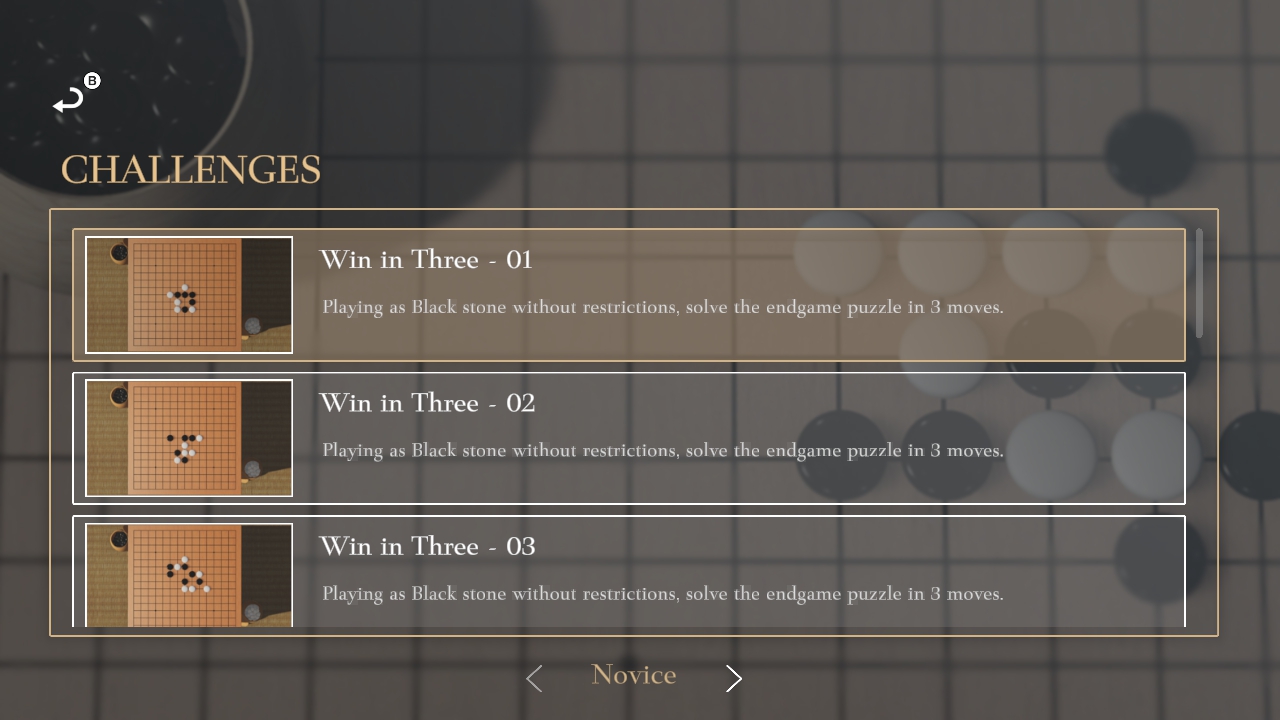 B
CHALLENGES
Win in Three - 01
Playing as Black stone without restrictions, solve the endgame puzzle in 3 moves.
Win in Three - 02
Playing as Black stone without restrictions, solve the endgame puzzle in 3 moves.
Win in Three - 03
Playing as Black stone without restrictions, solve the endgame puzzle in 3 moves.
Novice